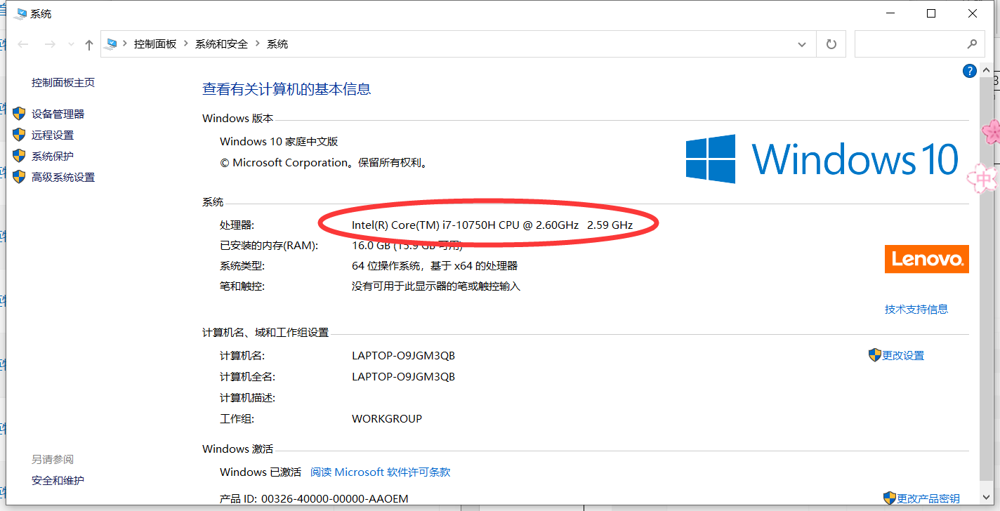 系统
控制面板 系统和安全 系统
控制面板主页
设备管理器
远程设置
系统保护
高级系统设置
另请参阅
安全和维护
查看有关计算机的基本信息
Windows 版本
Windows 10 家庭中文版
© Microsoft Corporation。保留所有权利。
Windows 10
系统
处理器: Intel(R) Core(TM) i7-10750H CPU @ 2.60GHz 2.59 GHz
已安装的内存(RAM): 16.0 GB (15.9 GB 可用)
系统类型: 64 位操作系统，基于 x64 的处理器
笔和触控: 没有可用于此显示器的笔或触控输入
Lenovo.
技术支持信息
计算机名、域和工作组设置
计算机名: LAPTOP-O9JGM3QB
更改设置
计算机全名: LAPTOP-O9JGM3QB
计算机描述:
工作组: WORKGROUP
Windows 激活
Windows 已激活 阅读 Microsoft 软件许可条款
产品 ID: 00326-40000-00000-AAOEM
更改产品密钥
?
中